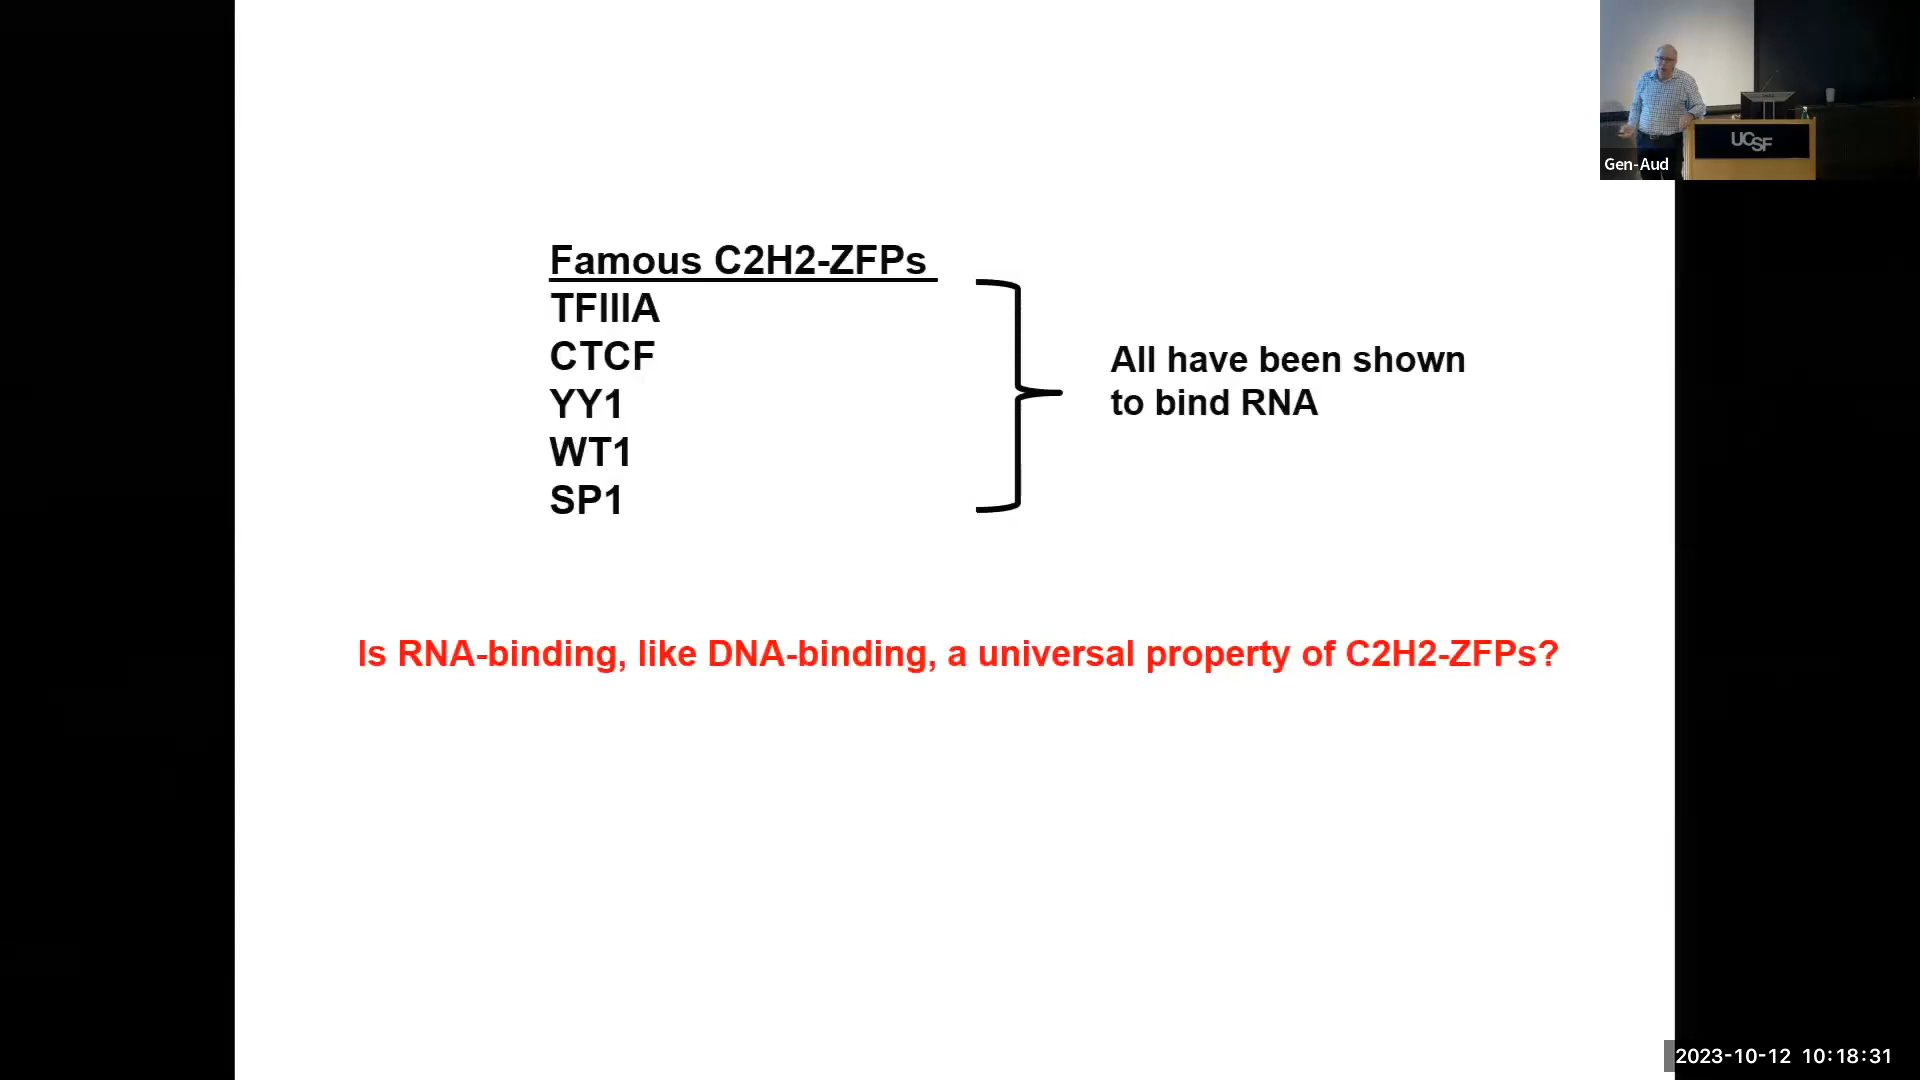 Famous C2H2-ZFPs
TFIIIA
CTCF
YY1
WT1
SP1
All have been shown
to bind RNA
Is RNA-binding, like DNA-binding, a universal property of C2H2-ZFPs?
UCSF
Gen-Aud
2023-10-12 10:18:31